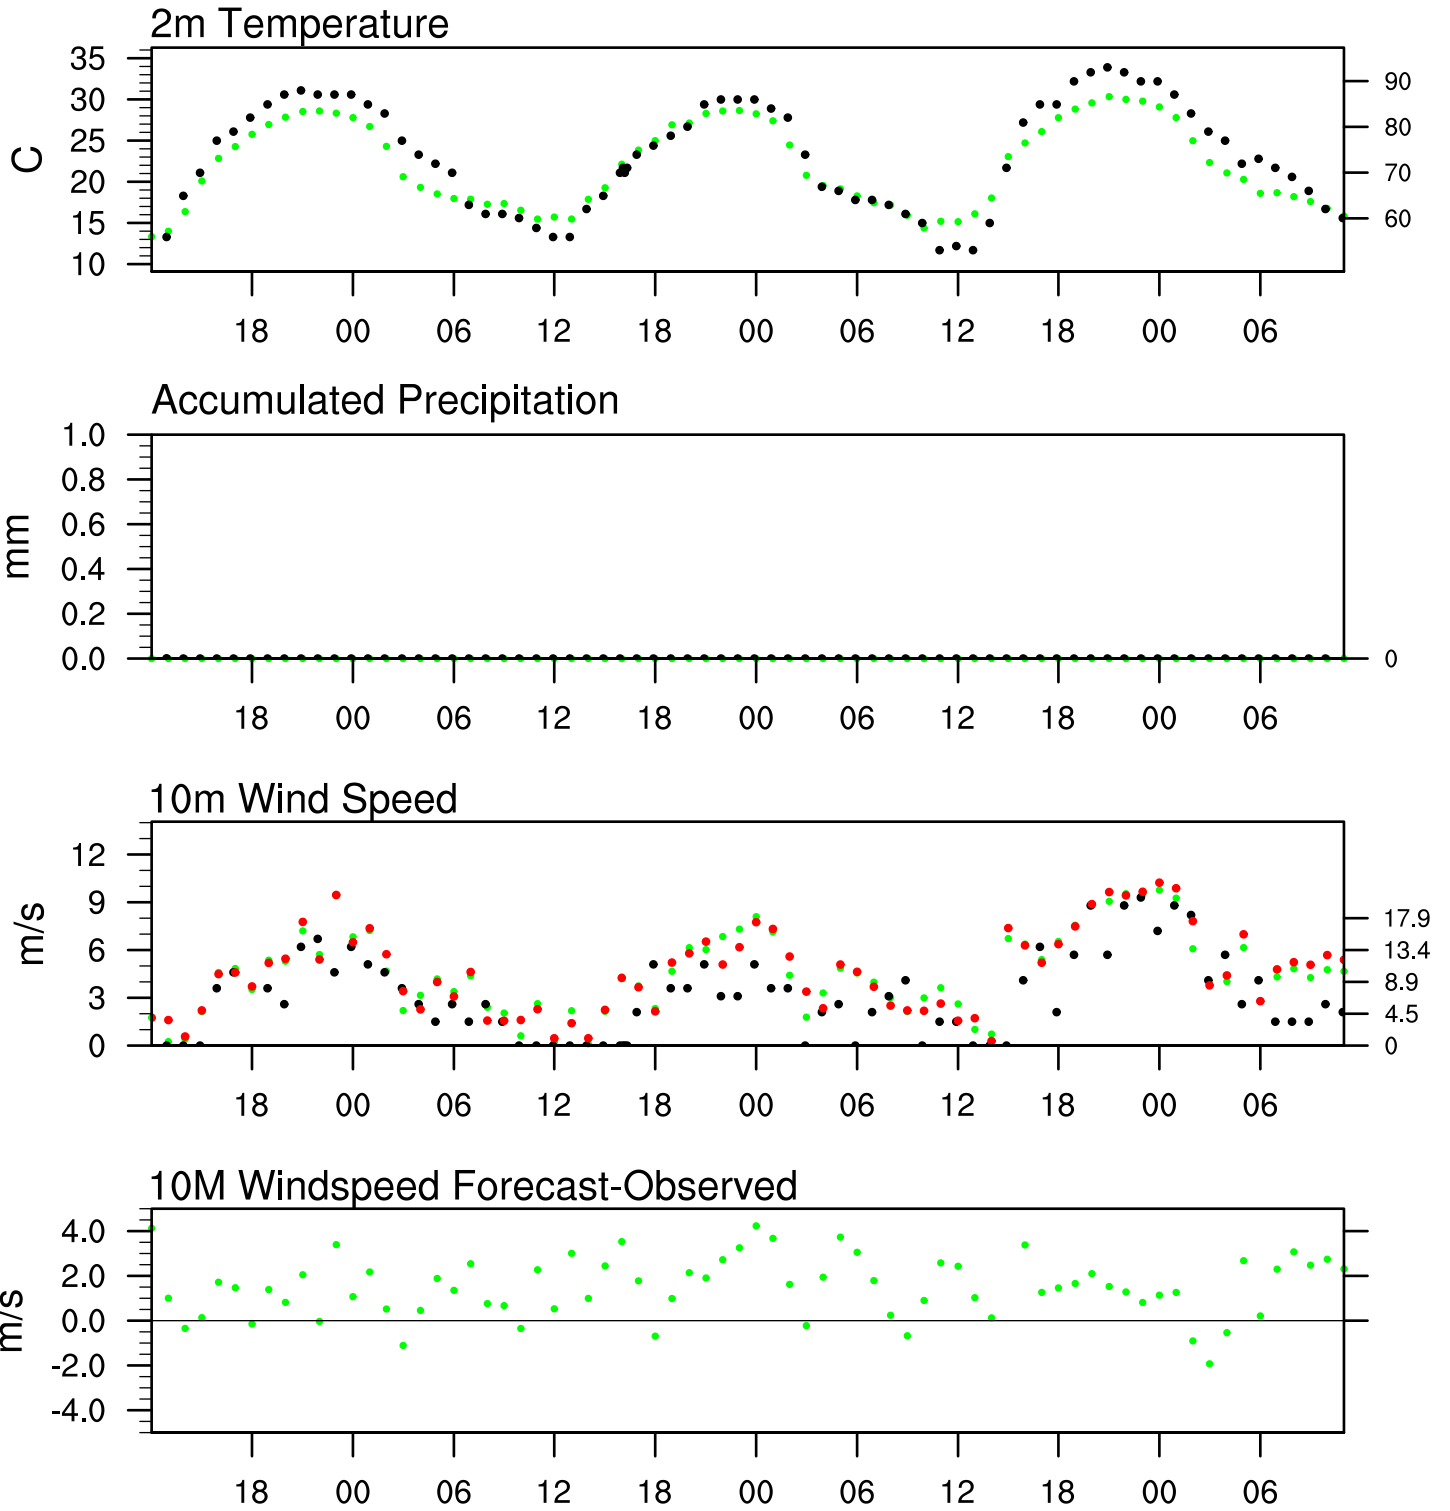 2m Temperature
35
30
25
20
15
10
C
90
80
70
60
18 00 06 12 18 00 06 12 18 00 06
Accumulated Precipitation
1.0
0.8
0.6
0.4
0.2
0.0
mm
0
18 00 06 12 18 00 06 12 18 00 06
10m Wind Speed
12
9
6
3
0
m/s
17.9
13.4
8.9
4.5
0
18 00 06 12 18 00 06 12 18 00 06
10M Windspeed Forecast-Observed
4.0
2.0
0.0
-2.0
-4.0
m/s
18 00 06 12 18 00 06 12 18 00 06